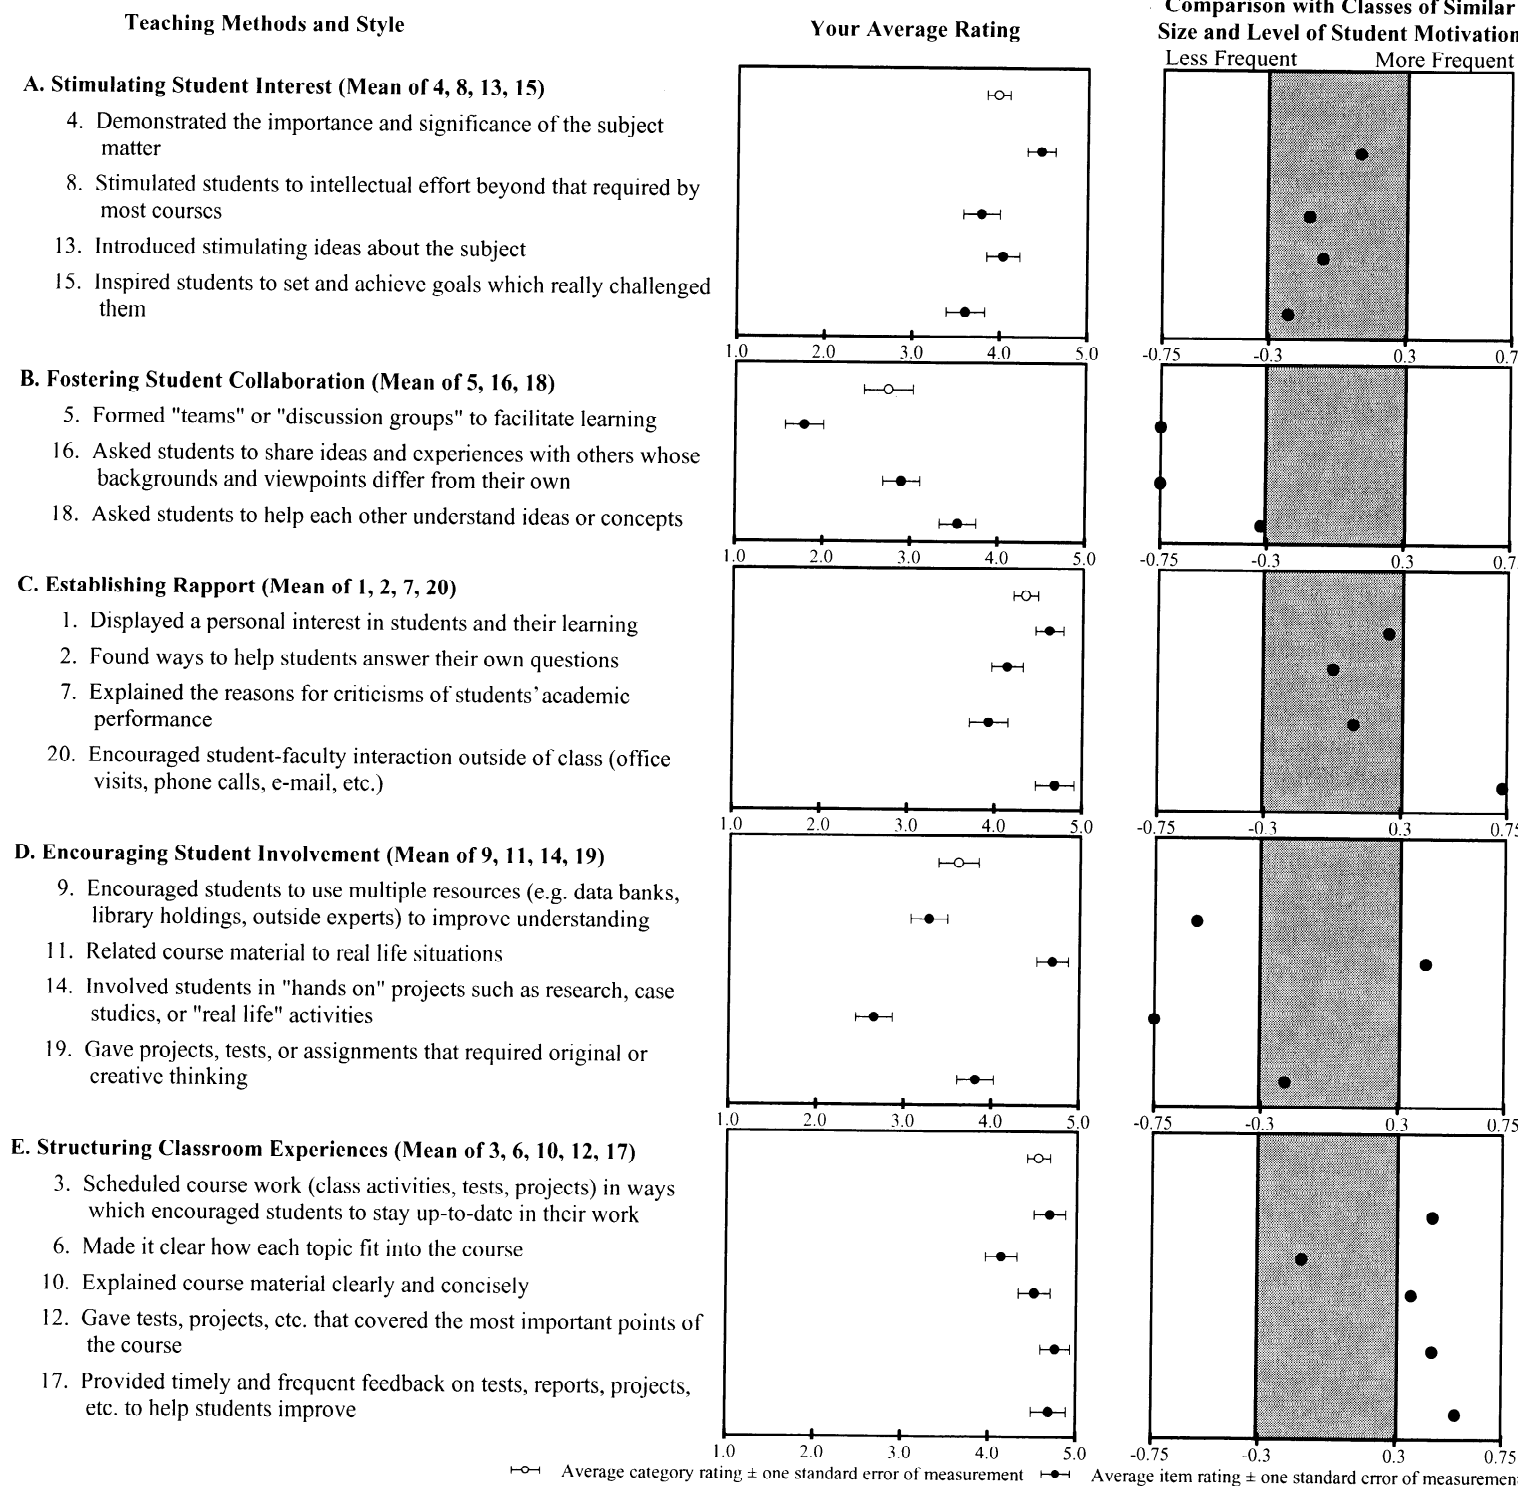 Teaching Methods and Style
Your Average Rating
Comparison with Classes of Similar
Size and Level of Student Motivation
Less Frequent More Frequent
A. Stimulating Student Interest (Mean of 4, 8, 13, 15)
4. Demonstrated the importance and significance of the subject
matter
8. Stimulated students to intellectual effort beyond that required by
most courses
13. Introduced stimulating ideas about the subject
15. Inspired students to set and achieve goals which really challenged
them
1.0 2.0 3.0 4.0 5.0 -0.75 -0.3 0.3 0.7
B. Fostering Student Collaboration (Mean of 5, 16, 18)
5. Formed "teams" or "discussion groups" to facilitate learning
16. Asked students to share ideas and experiences with others whose
backgrounds and viewpoints differ from their own
18. Asked students to help each other understand ideas or concepts
1.0 2.0 3.0 4.0 5.0 -0.75 -0.3 0.3 0.7
C. Establishing Rapport (Mean of 1, 2, 7, 20)
1. Displayed a personal interest in students and their learning
2. Found ways to help students answer their own questions
7. Explained the reasons for criticisms of students' academic
performance
20. Encouraged student-faculty interaction outside of class (office
visits, phone calls, e-mail, etc.)
1.0 2.0 3.0 4.0 5.0 -0.75 -0.3 0.3 0.75
D. Encouraging Student Involvement (Mean of 9, 11, 14, 19)
9. Encouraged students to use multiple resources (e.g. data banks,
library holdings, outside experts) to improve understanding
11. Related course material to real life situations
14. Involved students in "hands on" projects such as research, case
studies, or "real life" activities
19. Gave projects, tests, or assignments that required original or
creative thinking
1.0 2.0 3.0 4.0 5.0 -0.75 -0.3 0.3 0.75
E. Structuring Classroom Experiences (Mean of 3, 6, 10, 12, 17)
3. Scheduled course work (class activities, tests, projects) in ways
which encouraged students to stay up-to-date in their work
6. Made it clear how each topic fit into the course
10. Explained course material clearly and concisely
12. Gave tests, projects, etc. that covered the most important points of
the course
17. Provided timely and frequent feedback on tests, reports, projects,
etc. to help students improve
1.0 2.0 3.0 4.0 5.0 -0.75 -0.3 0.3 0.75
Average category rating ± one standard error of measurement Average item rating ± one standard error of measuremen